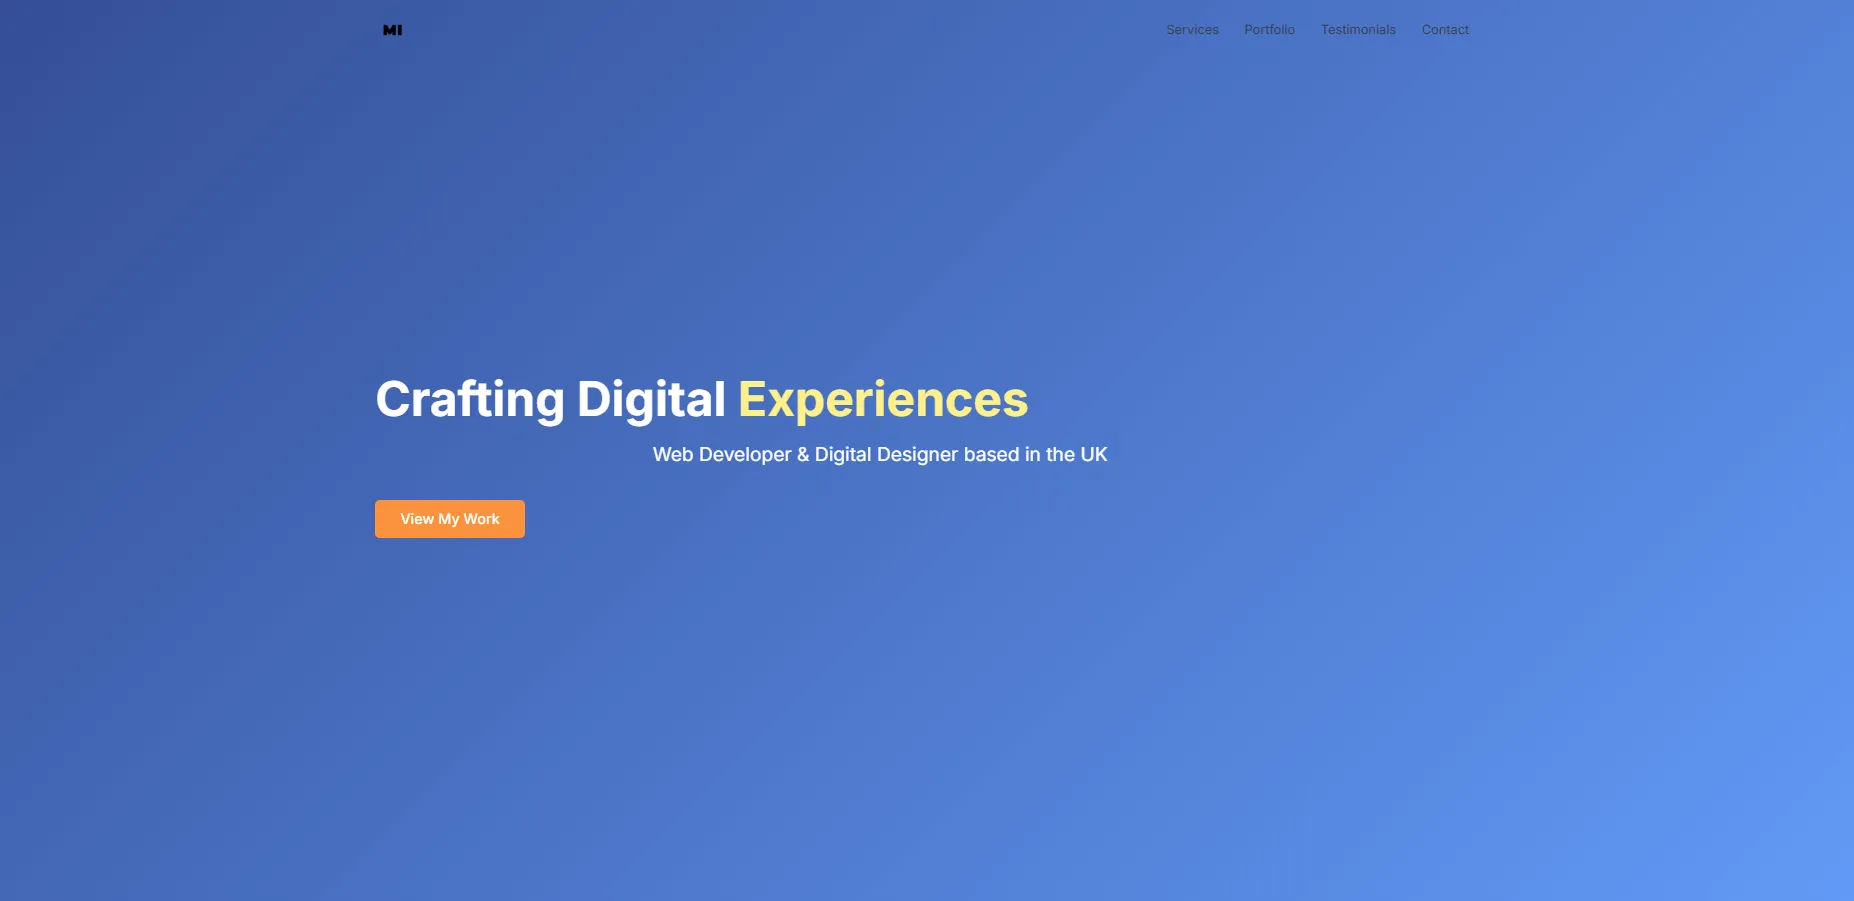 MI
Services Portfolio Testimonials Contact
Crafting Digital Experiences
Web Developer & Digital Designer based in the UK
View My Work